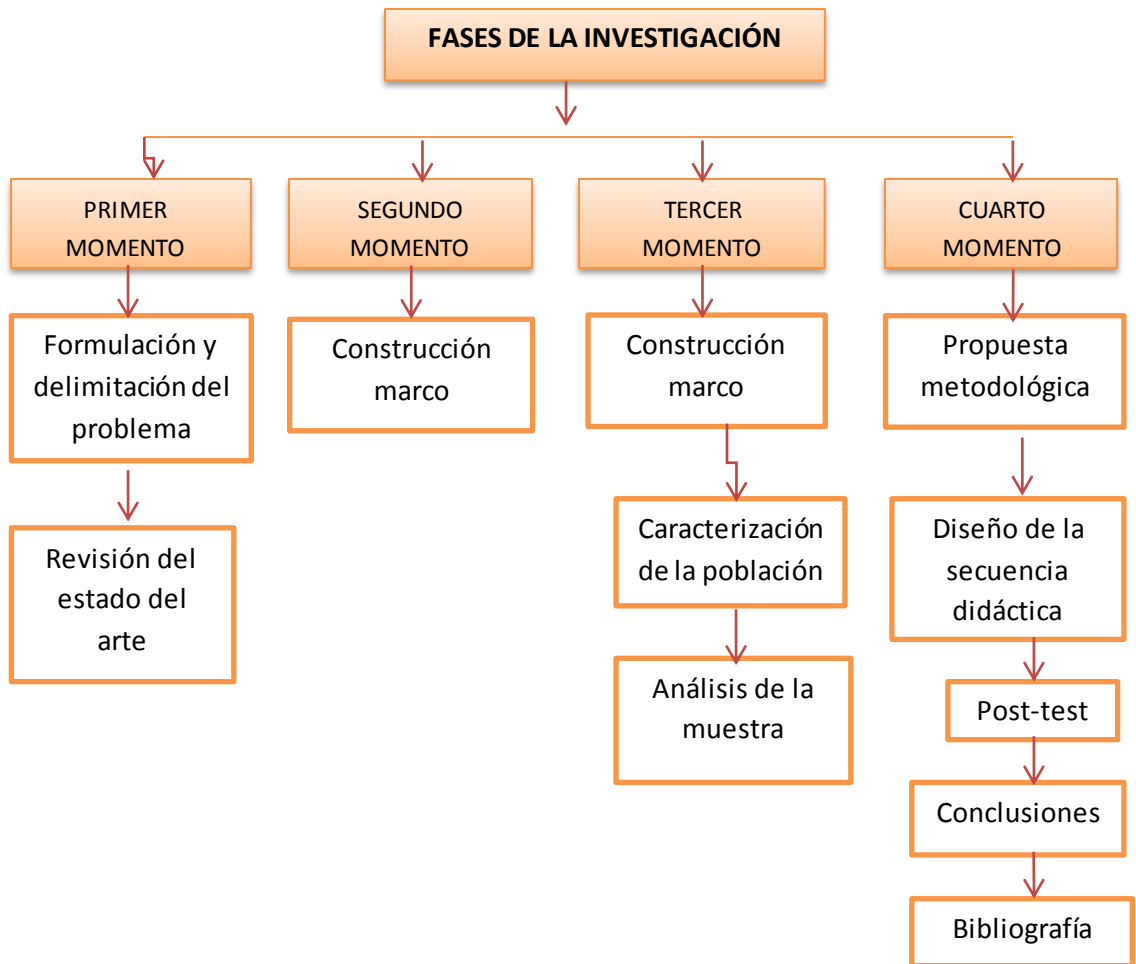 FASES DE LA INVESTIGACIÓN
PRIMER
MOMENTO
SEGUNDO
MOMENTO
TERCER
MOMENTO
CUARTO
MOMENTO
Formulación y
delimitación del
problema
Revisión del
estado del
arte
Construcción
marco
Construcción
marco
Caracterización
de la población
Análisis de la
muestra
Propuesta
metodológica
Diseño de la
secuencia
didáctica
Post-test
Conclusiones
Bibliografía